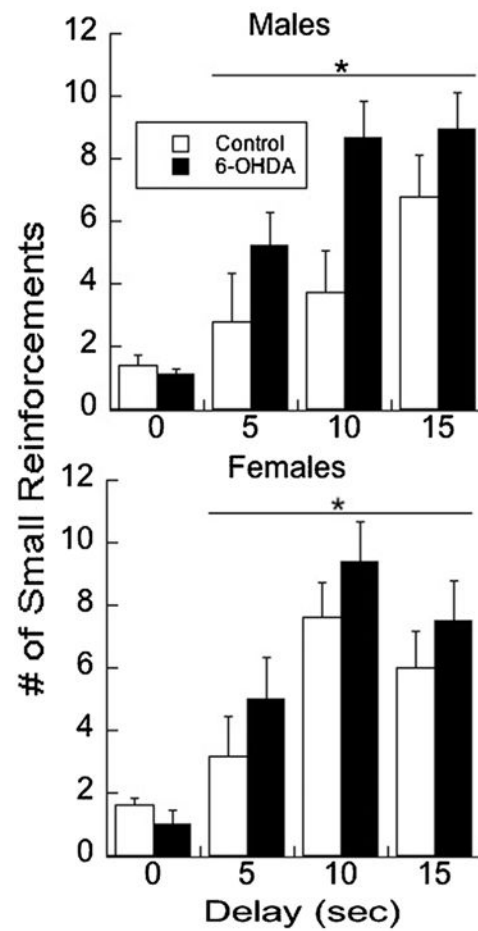 Males
*
12
10
8
6
4
2
0
Control
6-OHDA
0 5 10 15
# of Small Reinforcements
Females
*
12
10
8
6
4
2
0
0 5 10 15
Delay (sec)